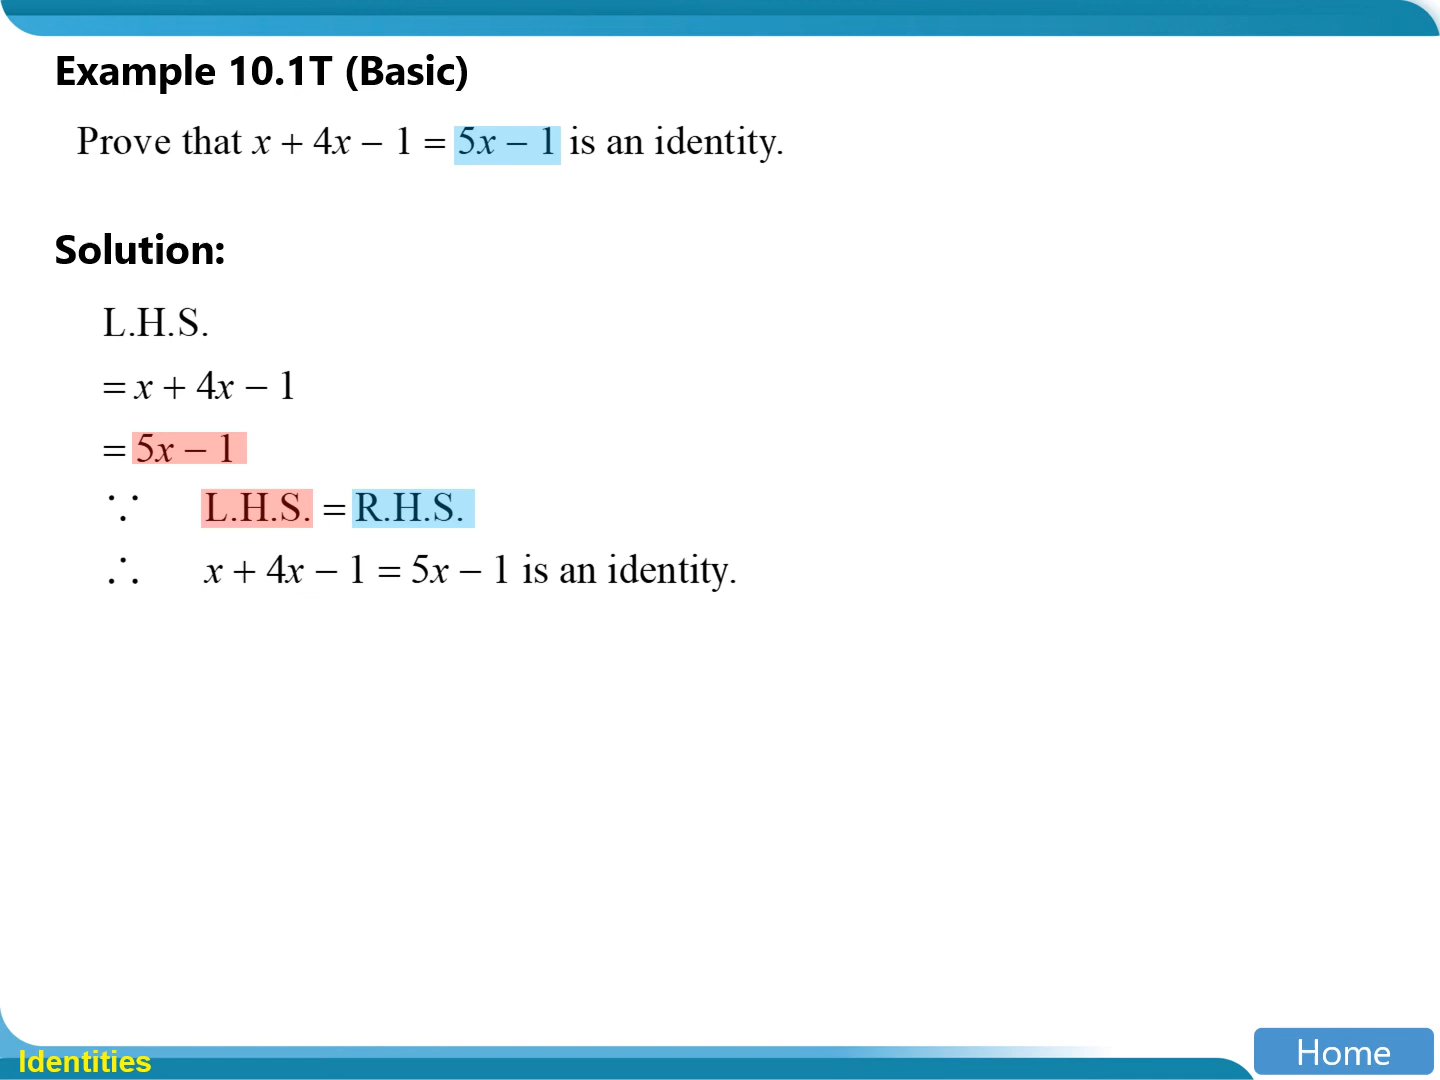 Example 10.1T (Basic)
Prove that x + 4x − 1 = 5x − 1 is an identity.
Solution:
L.H.S.
= x + 4x − 1
= 5x − 1
∵ L.H.S. = R.H.S.
∴ x + 4x − 1 = 5x − 1 is an identity.
Identities
Home